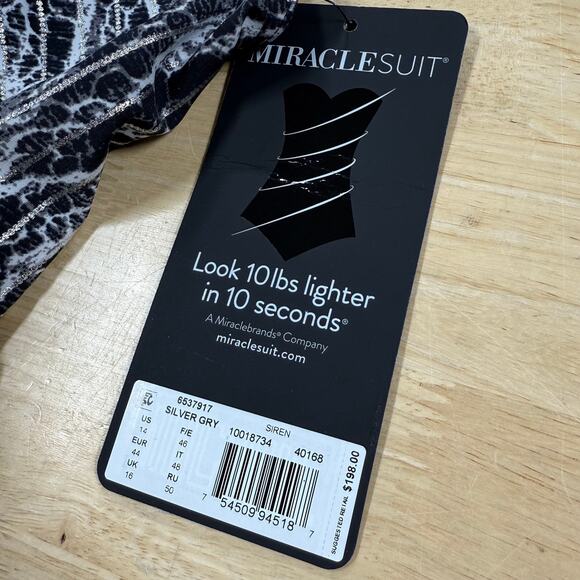 MIRACLESUIT®
Look 10lbs lighter
in 10 seconds®
A Miraclebrands® Company
miraclesuit.com
6537917
SILVER GRY
SIREN
10018734
40168
US
14
EUR
44
UK
16
F/E
46
IT
48
RU
50
7 54509 94518 7
SUGGESTED RETAIL $198.00